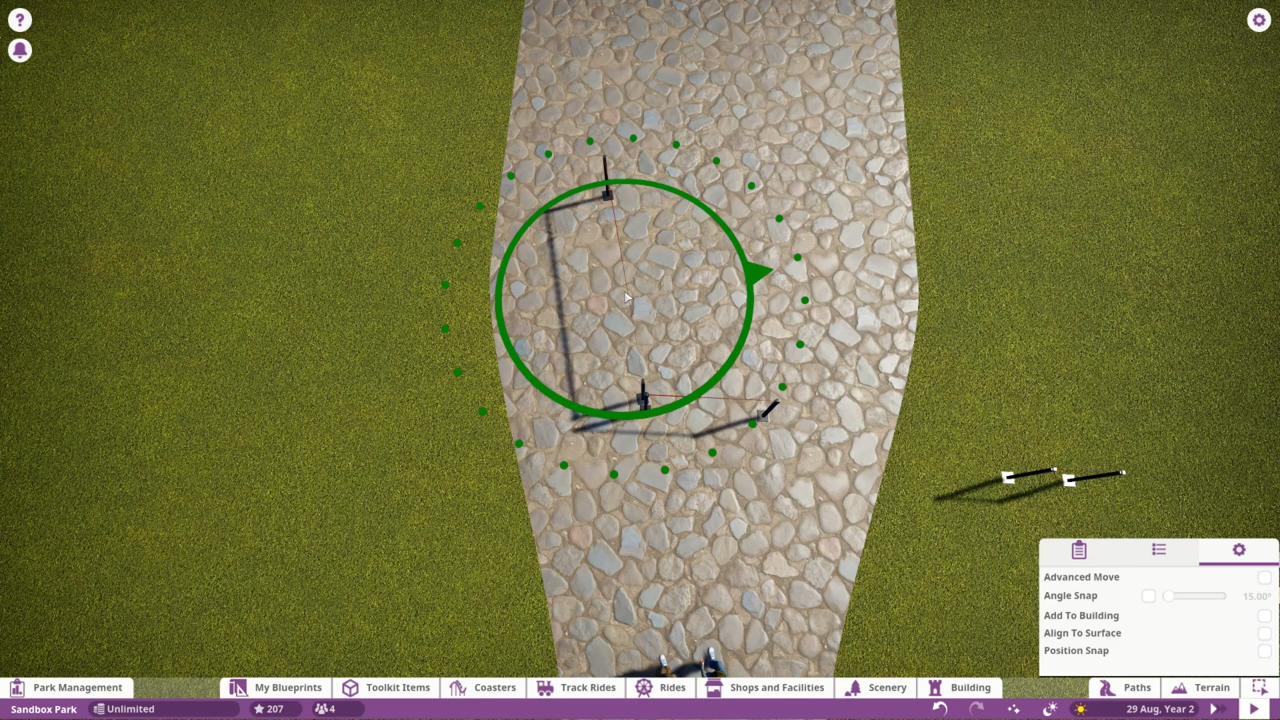 ?
Advanced Move
Angle Snap 15.00°
Add To Building
Align To Surface
Position Snap
Park Management My Blueprints Toolkit Items Coasters Track Rides Rides Shops and Facilities Scenery Building Paths Terrain
Sandbox Park Unlimited 207 4 29 Aug, Year 2